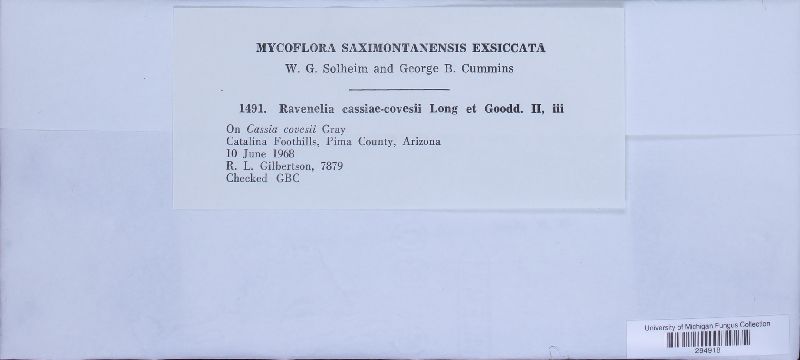 MYCOFLORA SAXIMONTANENSIS EXSICCATA
W. G. Solheim and George B. Cummins
1491. Ravenelia cassiae-covesii Long et Goodd. II, iii
On Cassia covesii Gray
Catalina Foothills, Pima County, Arizona
10 June 1968
R. L. Gilbertson, 7879
Checked GBC
University of Michigan Fungus Collection
284918